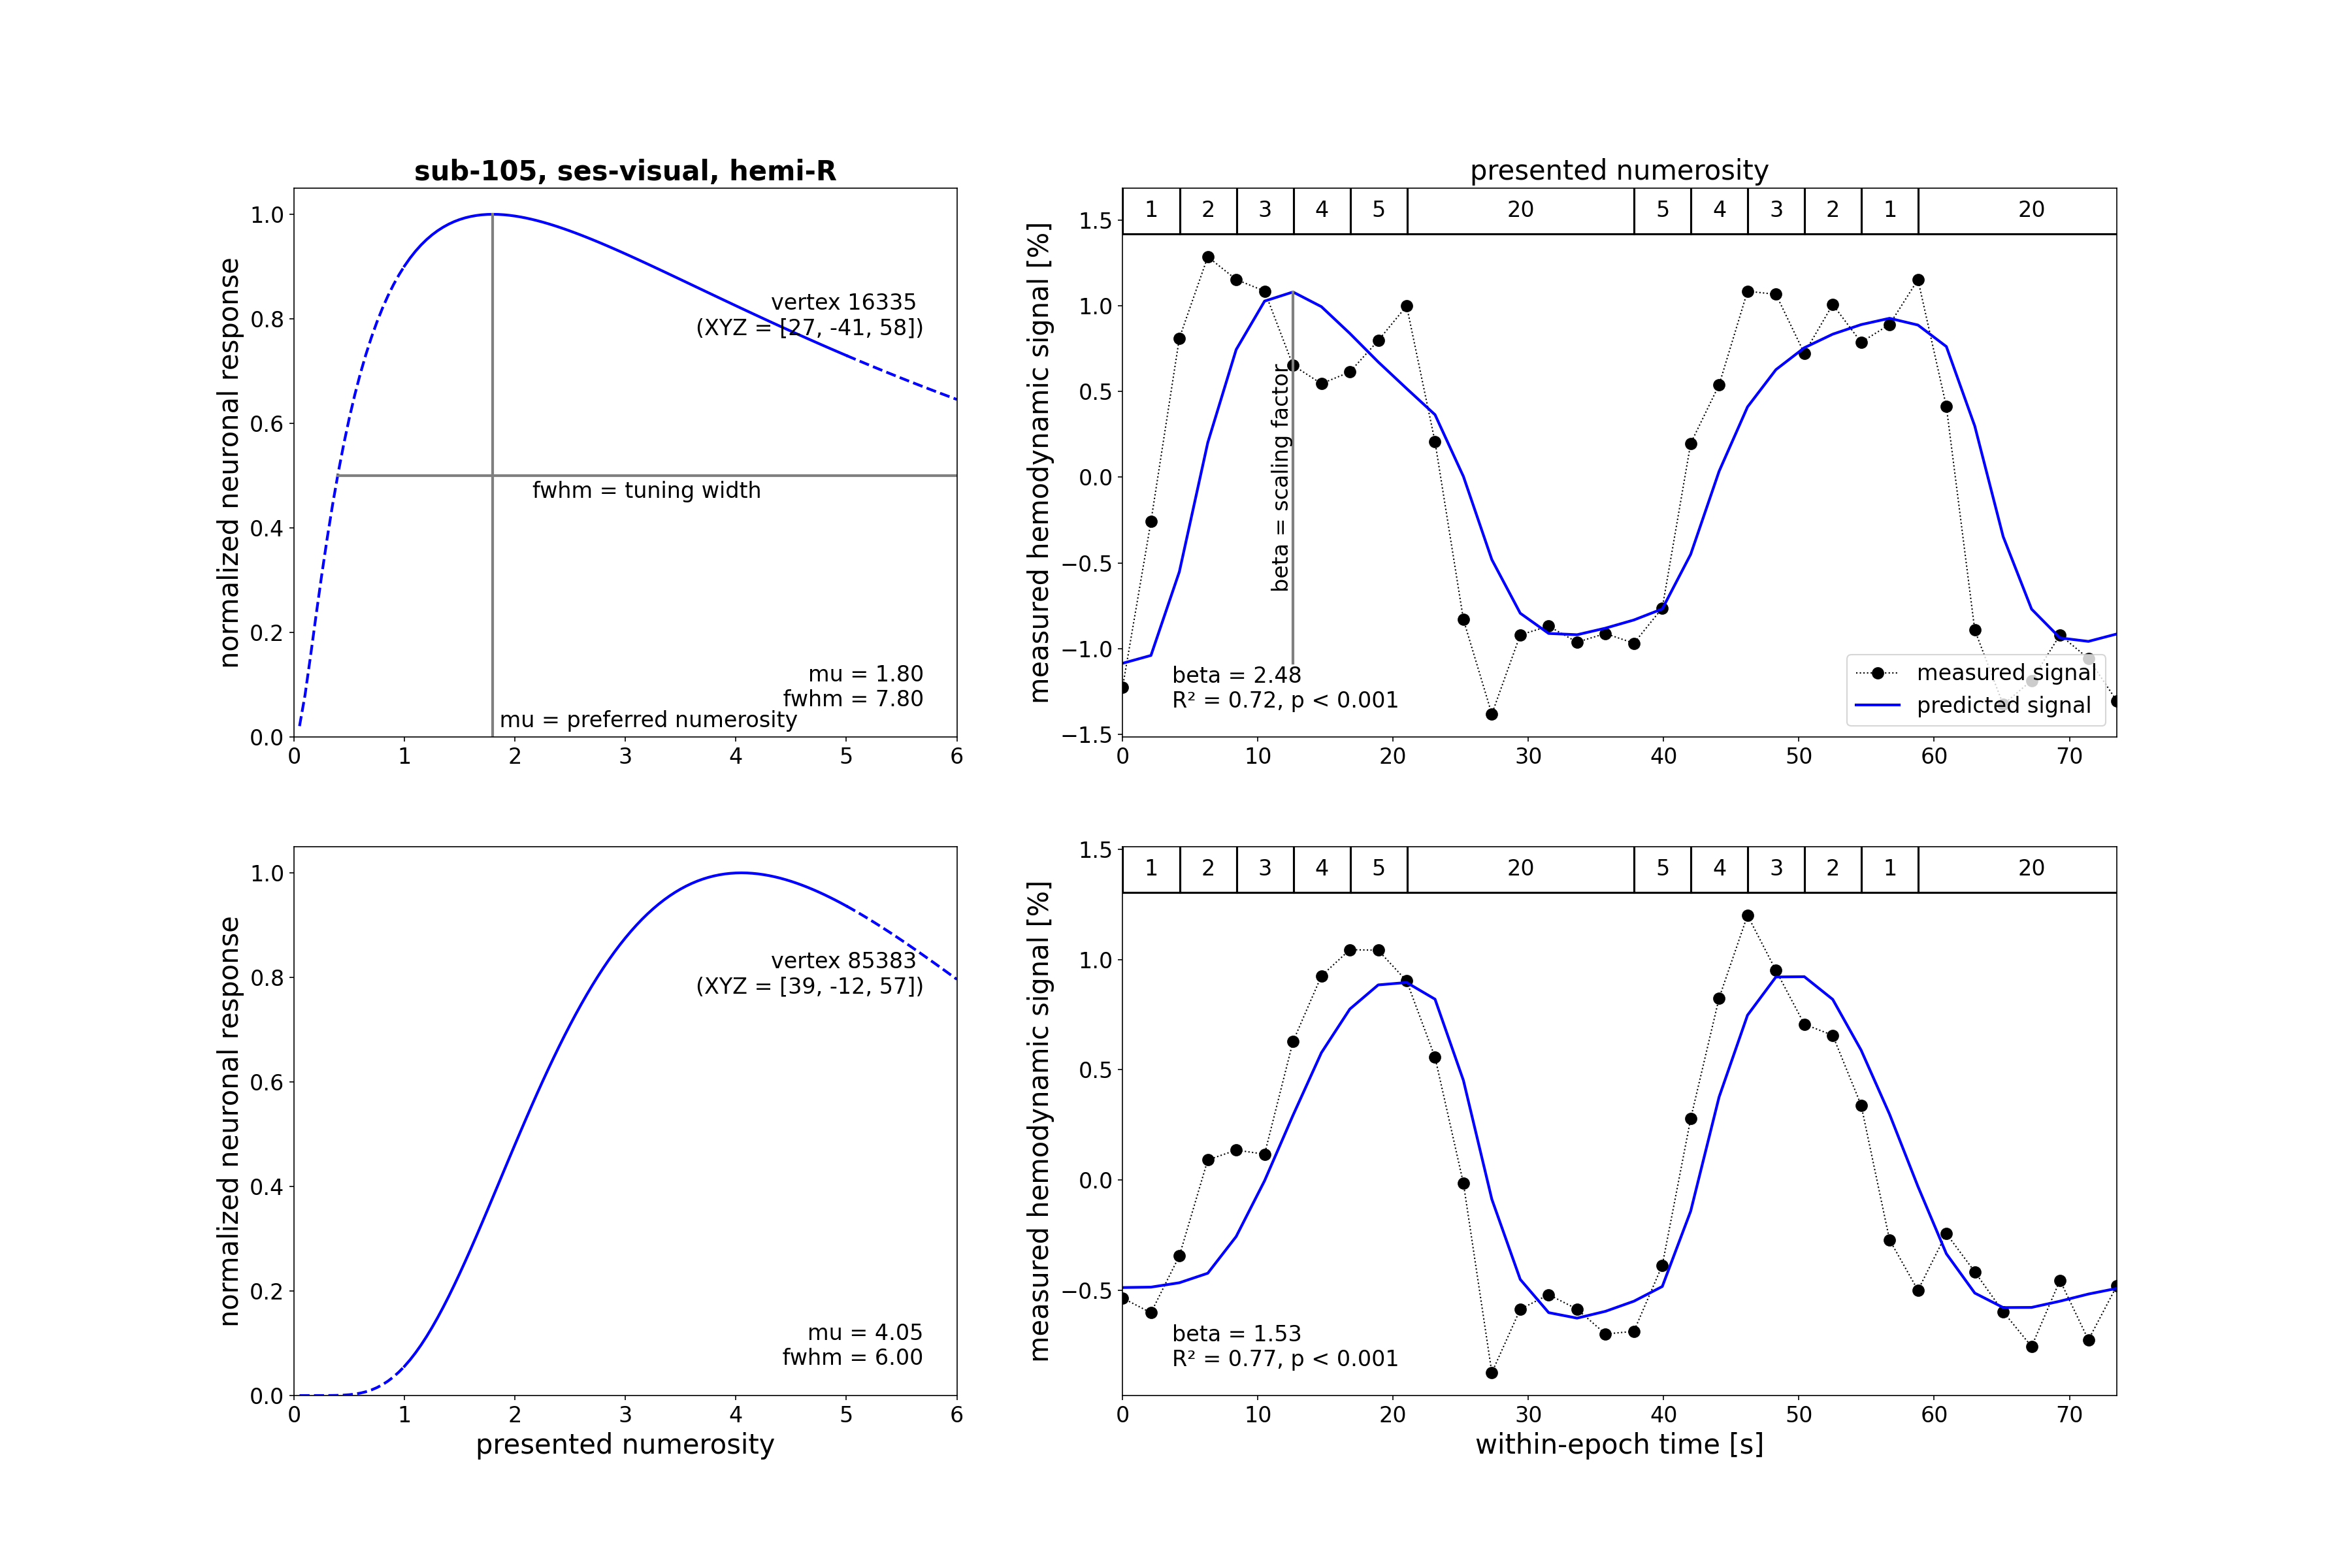 sub-105, ses-visual, hemi-R
normalized neuronal response
1.0
0.8
0.6
0.4
0.2
0.0
0 1 2 3 4 5 6
vertex 16335
(XYZ = [27, -41, 58])
fwhm = tuning width
mu = 1.80
fwhm = 7.80
mu = preferred numerosity
presented numerosity
measured hemodynamic signal [%]
1 2 3 4 5 20 5 4 3 2 1 20
1.5
1.0
0.5
0.0
−0.5
−1.0
−1.5
0 10 20 30 40 50 60 70
beta = scaling factor
beta = 2.48
R² = 0.72, p < 0.001
measured signal
predicted signal
normalized neuronal response
1.0
0.8
0.6
0.4
0.2
0.0
0 1 2 3 4 5 6
vertex 85383
(XYZ = [39, -12, 57])
mu = 4.05
fwhm = 6.00
presented numerosity
measured hemodynamic signal [%]
1 2 3 4 5 20 5 4 3 2 1 20
1.5
1.0
0.5
0.0
−0.5
0 10 20 30 40 50 60 70
beta = 1.53
R² = 0.77, p < 0.001
within-epoch time [s]